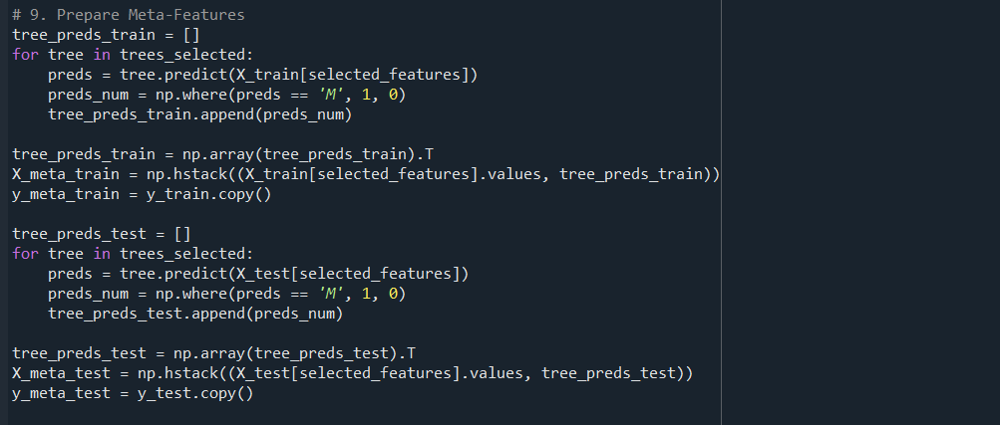 # 9. Prepare Meta-Features
tree_preds_train = []
for tree in trees_selected:
    preds = tree.predict(X_train[selected_features])
    preds_num = np.where(preds == 'M', 1, 0)
    tree_preds_train.append(preds_num)

tree_preds_train = np.array(tree_preds_train).T
X_meta_train = np.hstack((X_train[selected_features].values, tree_preds_train))
y_meta_train = y_train.copy()

tree_preds_test = []
for tree in trees_selected:
    preds = tree.predict(X_test[selected_features])
    preds_num = np.where(preds == 'M', 1, 0)
    tree_preds_test.append(preds_num)

tree_preds_test = np.array(tree_preds_test).T
X_meta_test = np.hstack((X_test[selected_features].values, tree_preds_test))
y_meta_test = y_test.copy()